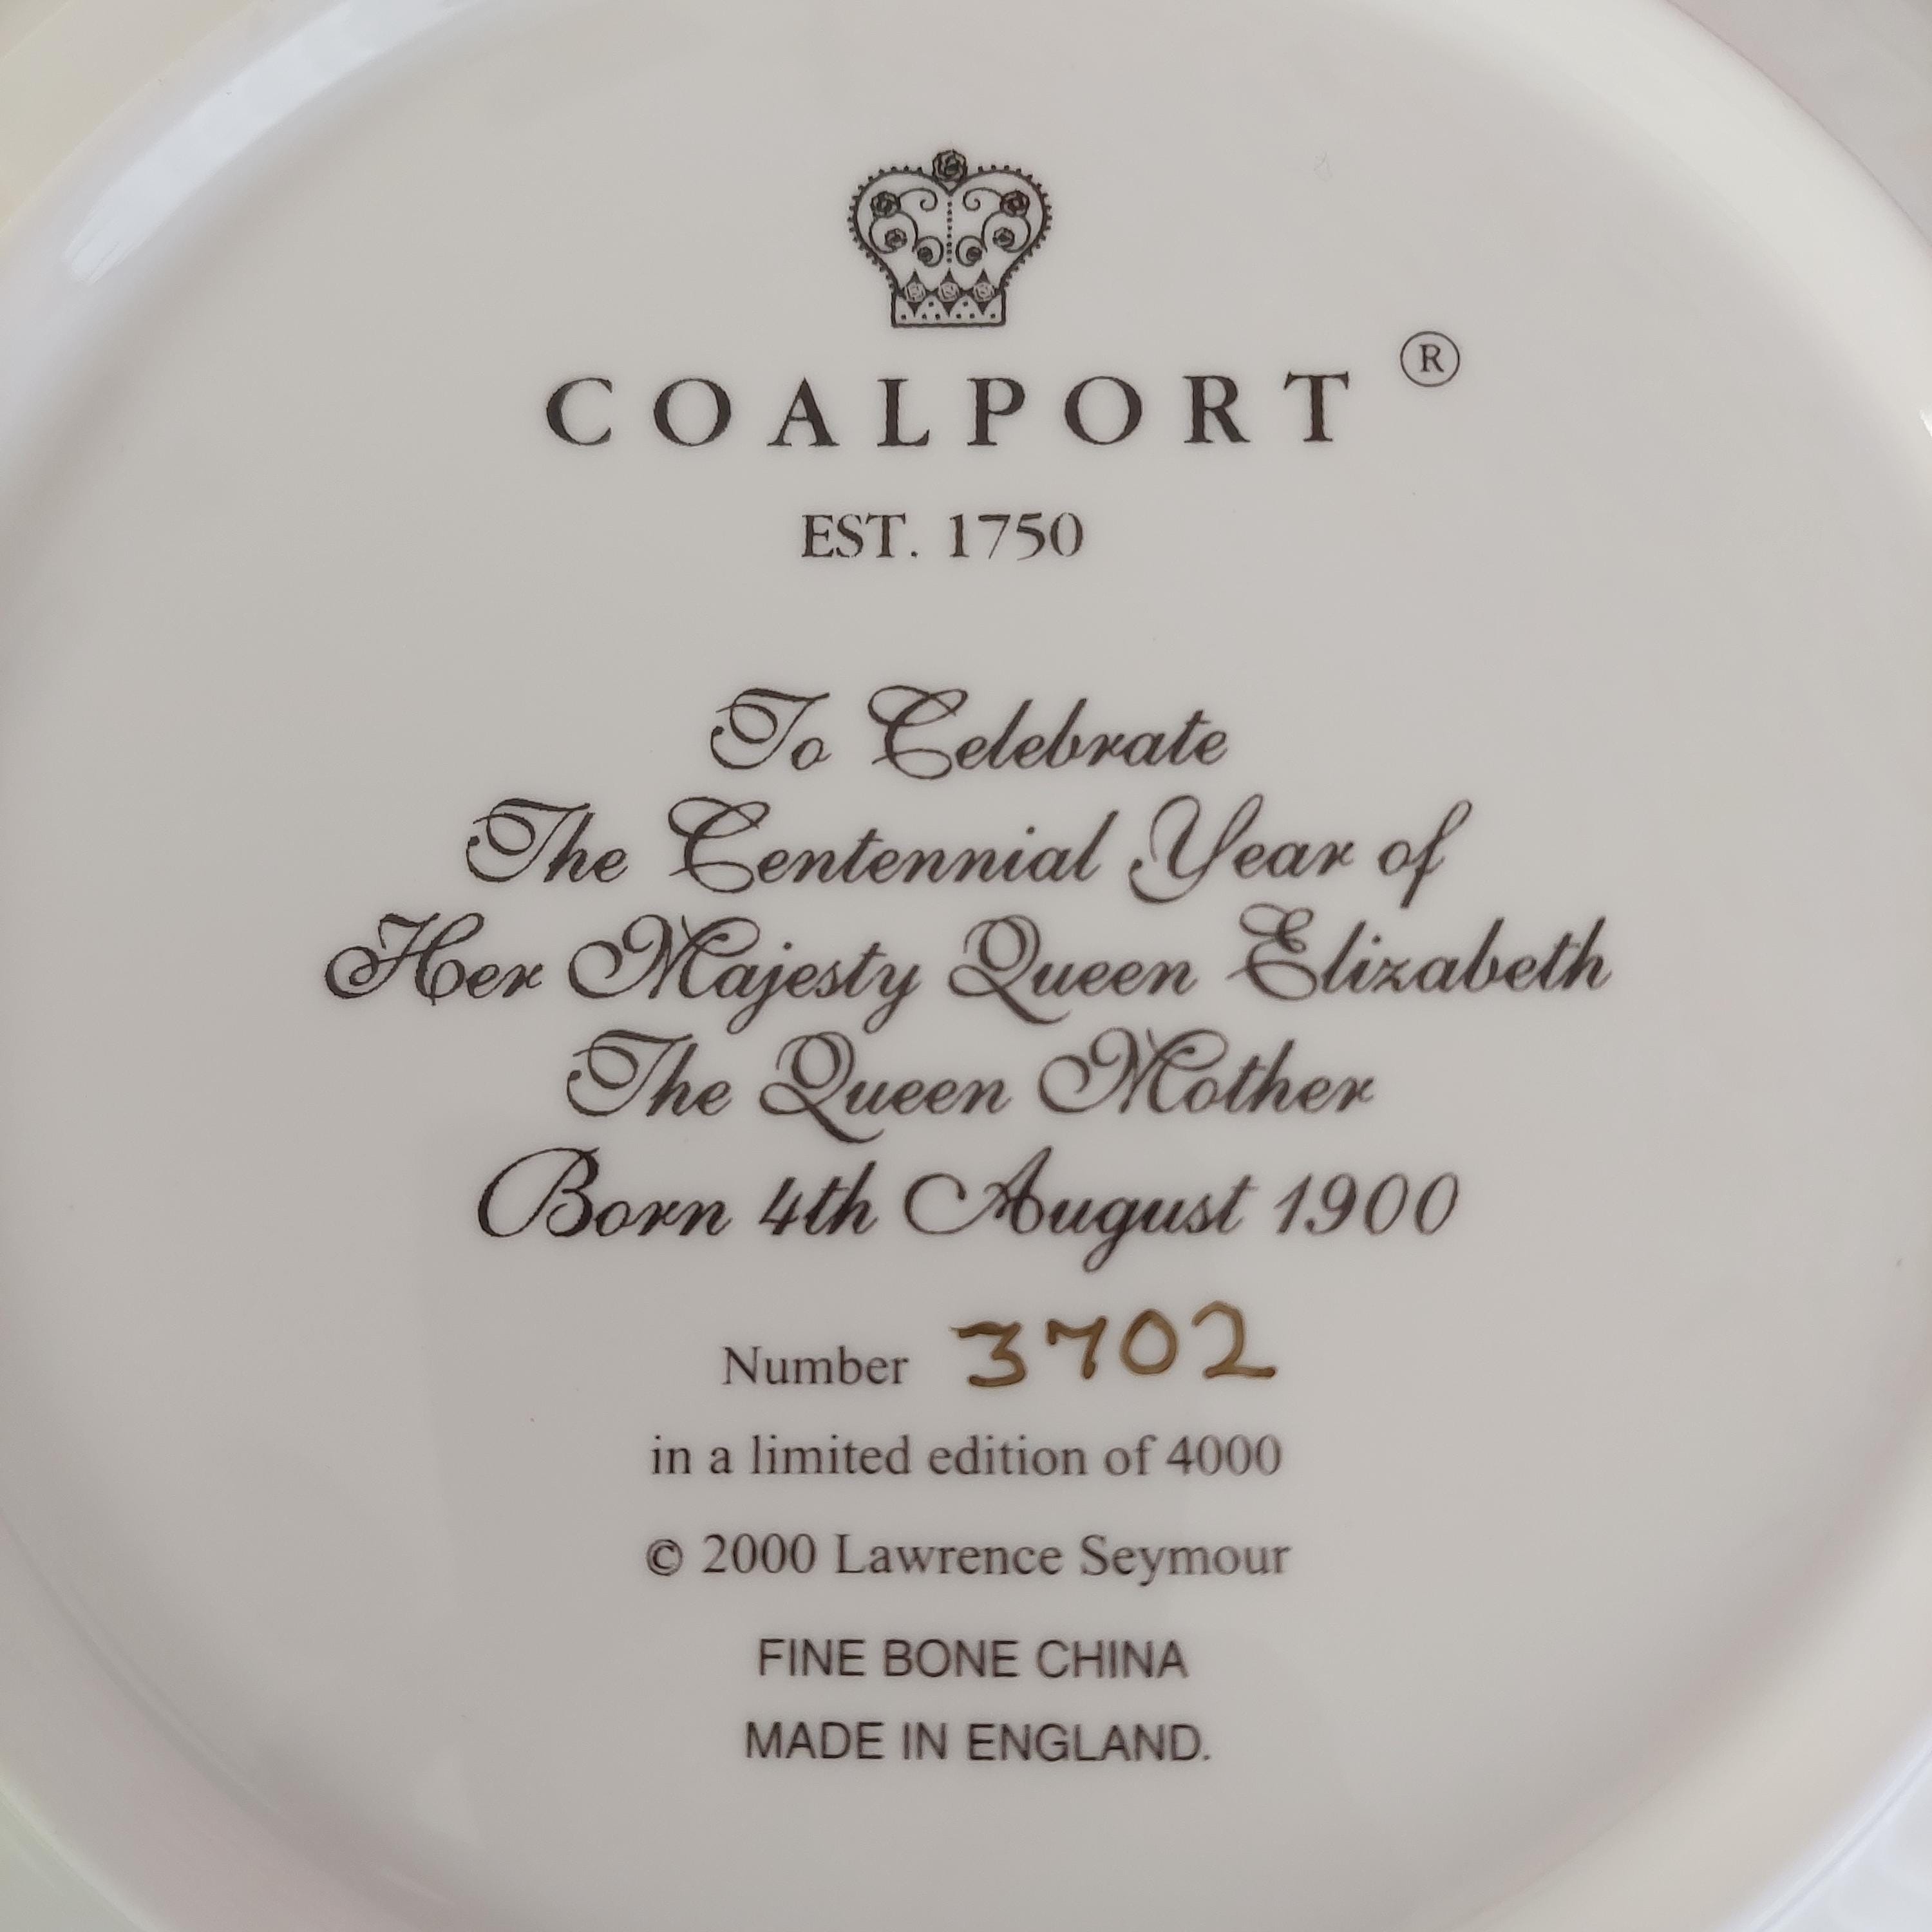 COALPORT ®
EST. 1750
To Celebrate
The Centennial Year of
Her Majesty Queen Elizabeth
The Queen Mother
Born 4th August 1900
Number 3702
in a limited edition of 4000
© 2000 Lawrence Seymour
FINE BONE CHINA
MADE IN ENGLAND.